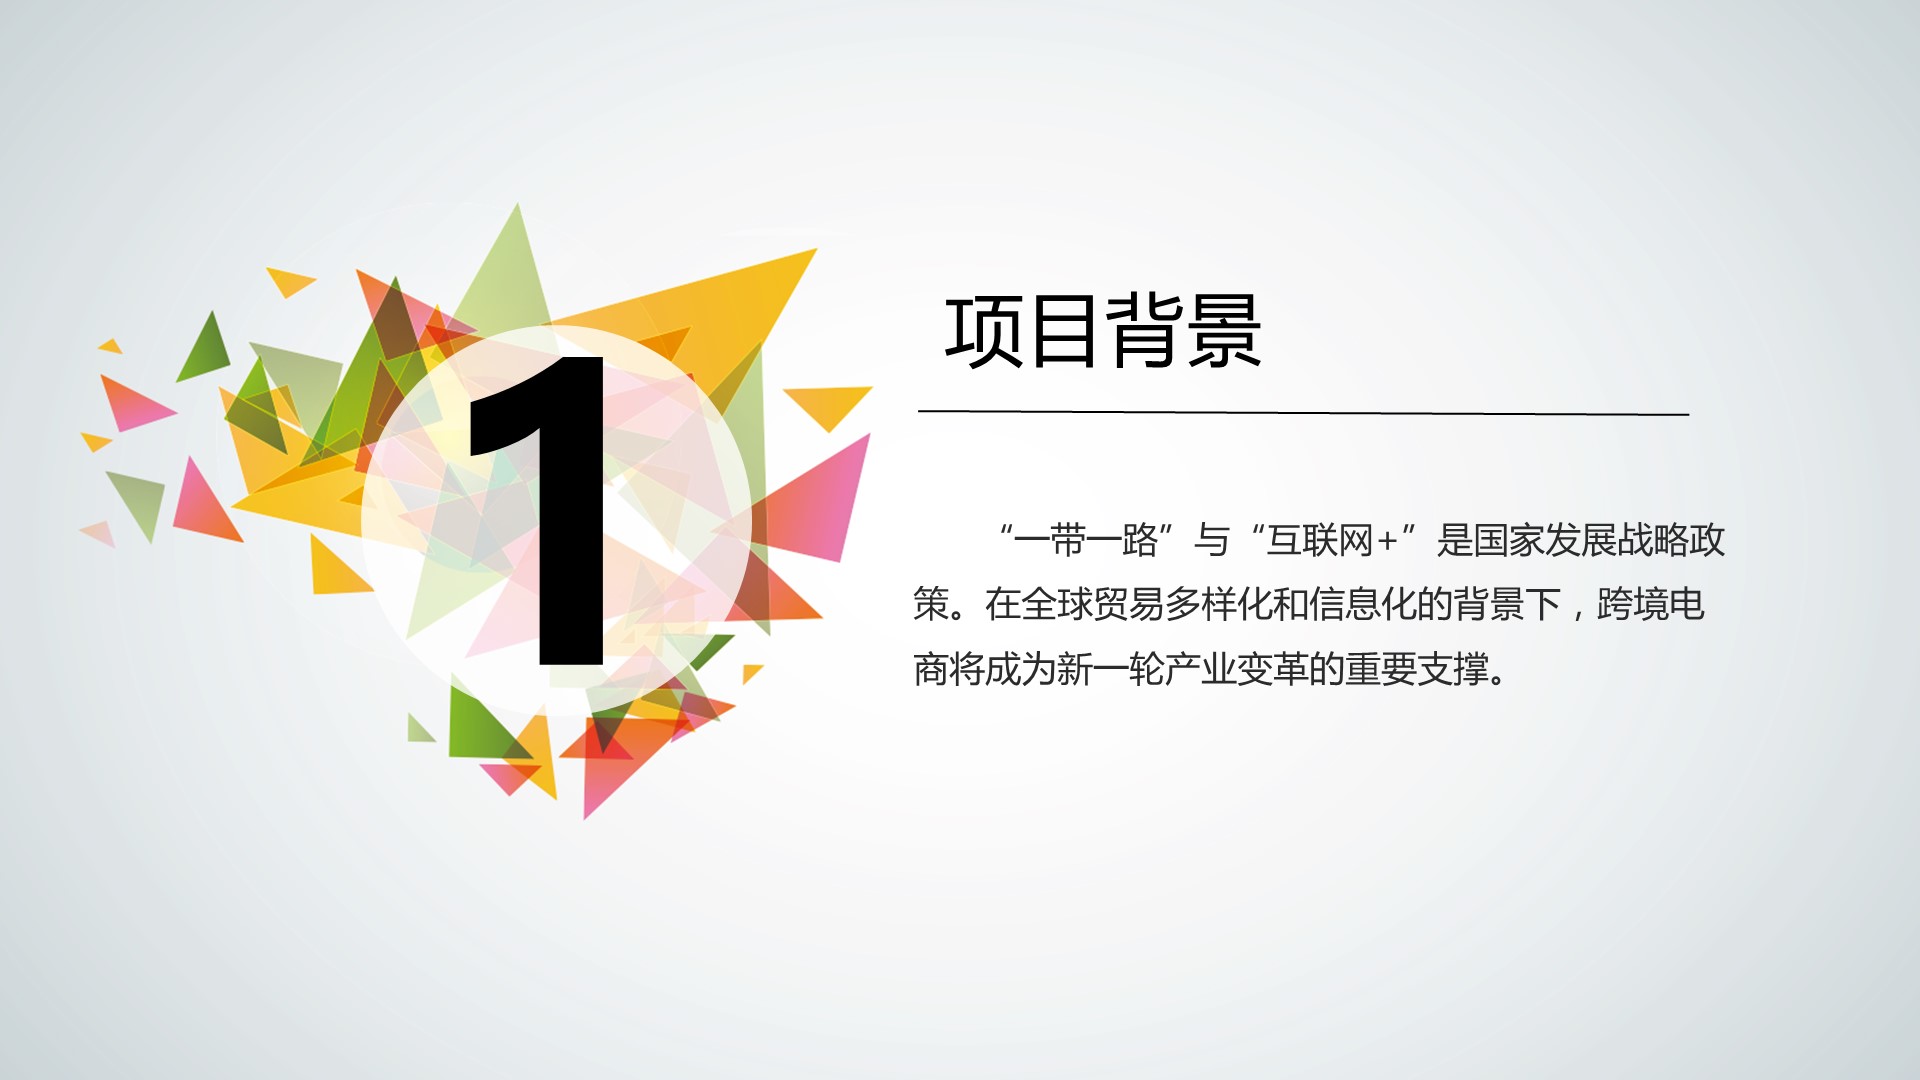 1
项目背景
“一带一路”与“互联网+”是国家发展战略政
策。在全球贸易多样化和信息化的背景下，跨境电
商将成为新一轮产业变革的重要支撑。